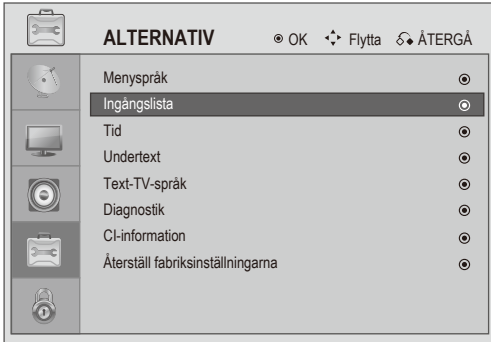 ALTERNATIV OK Flytta ÅTERGÅ
Menyspråk
Ingångslista
Tid
Undertext
Text-TV-språk
Diagnostik
CI-information
Återställ fabriksinställningarna